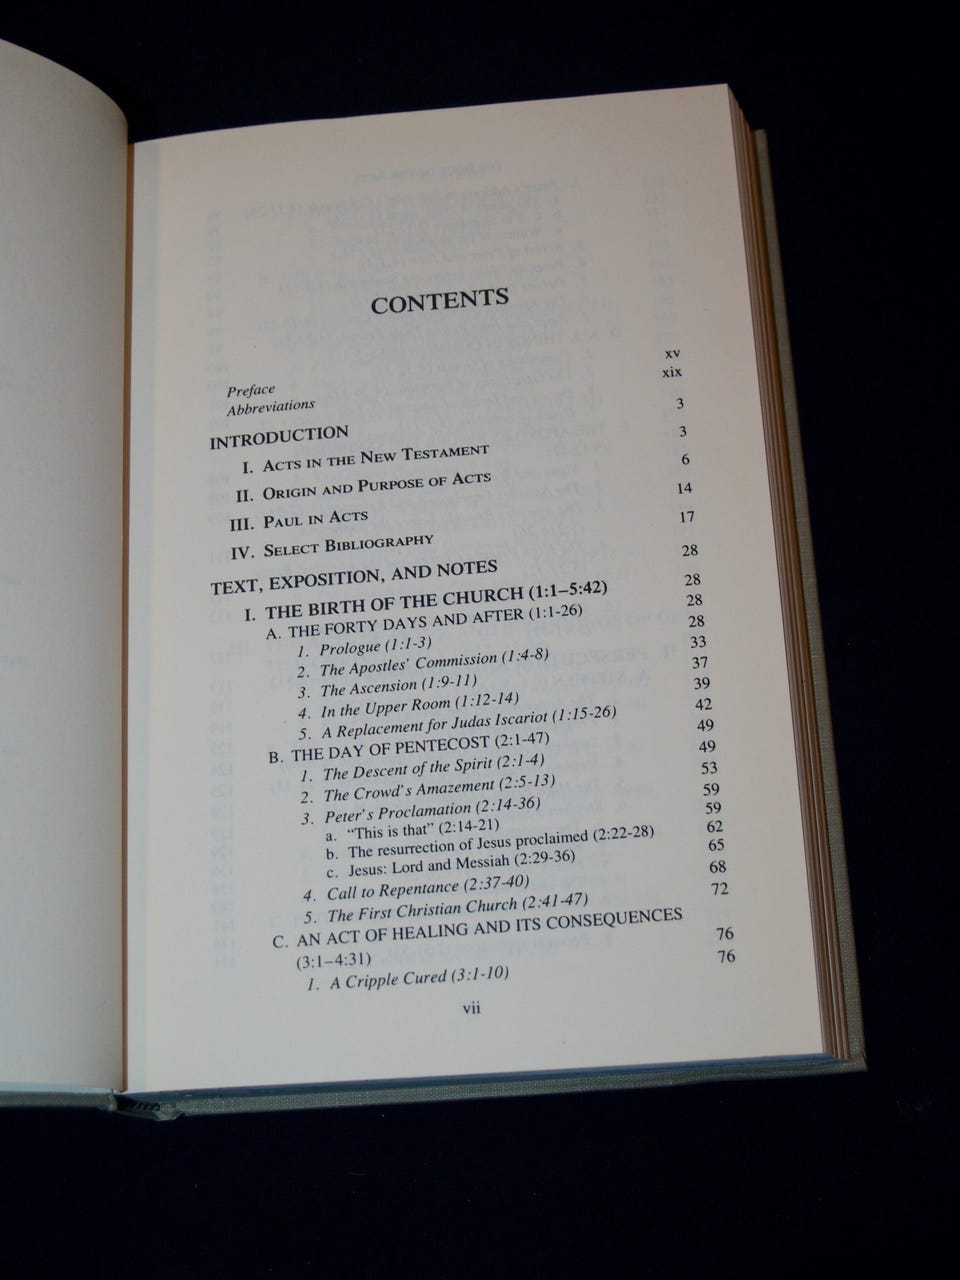 CONTENTS
Preface xv
Abbreviations xix
INTRODUCTION 3
I. ACTS IN THE NEW TESTAMENT 3
II. ORIGIN AND PURPOSE OF ACTS 6
III. PAUL IN ACTS 14
IV. SELECT BIBLIOGRAPHY 17
TEXT, EXPOSITION, AND NOTES 28
I. THE BIRTH OF THE CHURCH (1:1–5:42) 28
A. THE FORTY DAYS AND AFTER (1:1-26) 28
1. Prologue (1:1-3) 28
2. The Apostles' Commission (1:4-8) 33
3. The Ascension (1:9-11) 37
4. In the Upper Room (1:12-14) 39
5. A Replacement for Judas Iscariot (1:15-26) 42
B. THE DAY OF PENTECOST (2:1-47) 49
1. The Descent of the Spirit (2:1-4) 49
2. The Crowd's Amazement (2:5-13) 53
3. Peter's Proclamation (2:14-36) 59
a. "This is that" (2:14-21) 59
b. The resurrection of Jesus proclaimed (2:22-28) 62
c. Jesus: Lord and Messiah (2:29-36) 65
4. Call to Repentance (2:37-40) 68
5. The First Christian Church (2:41-47) 72
C. AN ACT OF HEALING AND ITS CONSEQUENCES
(3:1–4:31) 76
1. A Cripple Cured (3:1-10) 76
vii